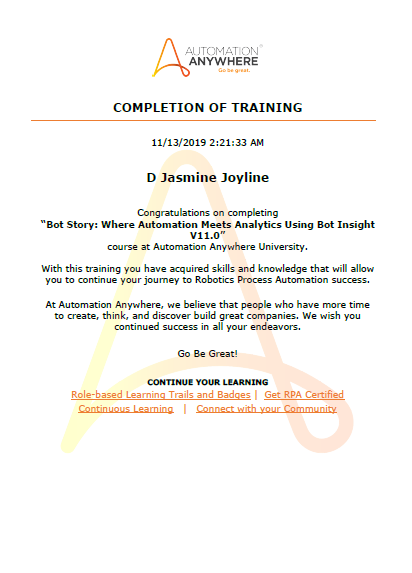 AUTOMATION
ANYWHERE
Go be great.
COMPLETION OF TRAINING
11/13/2019 2:21:33 AM
D Jasmine Joyline
Congratulations on completing
"Bot Story: Where Automation Meets Analytics Using Bot Insight
V11.0"
course at Automation Anywhere University.
With this training you have acquired skills and knowledge that will allow
you to continue your journey to Robotics Process Automation success.
At Automation Anywhere, we believe that people who have more time
to create, think, and discover build great companies. We wish you
continued success in all your endeavors.
Go Be Great!
CONTINUE YOUR LEARNING
Role-based Learning Trails and Badges | Get RPA Certified
Continuous Learning | Connect with your Community